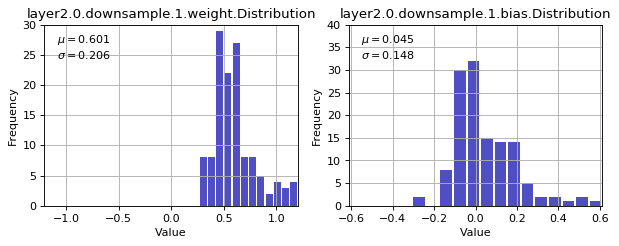 layer2.0.downsample.1.weight.Distribution
μ = 0.601
σ = 0.206
Frequency
30
25
20
15
10
5
0
−1.0 −0.5 0.0 0.5 1.0
Value
layer2.0.downsample.1.bias.Distribution
μ = 0.045
σ = 0.148
Frequency
40
35
30
25
20
15
10
5
0
−0.6 −0.4 −0.2 0.0 0.2 0.4 0.6
Value